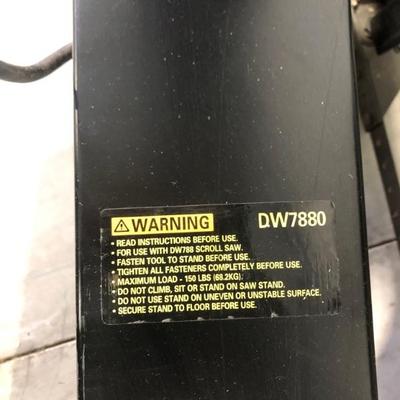 ⚠WARNING DW7880
• READ INSTRUCTIONS BEFORE USE.
• FOR USE WITH DW788 SCROLL SAW.
• FASTEN TOOL TO STAND BEFORE USE.
• TIGHTEN ALL FASTENERS COMPLETELY BEFORE USE.
• MAXIMUM LOAD - 150 LBS (68.2KG).
• DO NOT CLIMB, SIT OR STAND ON SAW STAND.
• DO NOT USE STAND ON UNEVEN OR UNSTABLE SURFACE.
• SECURE STAND TO FLOOR BEFORE USE.